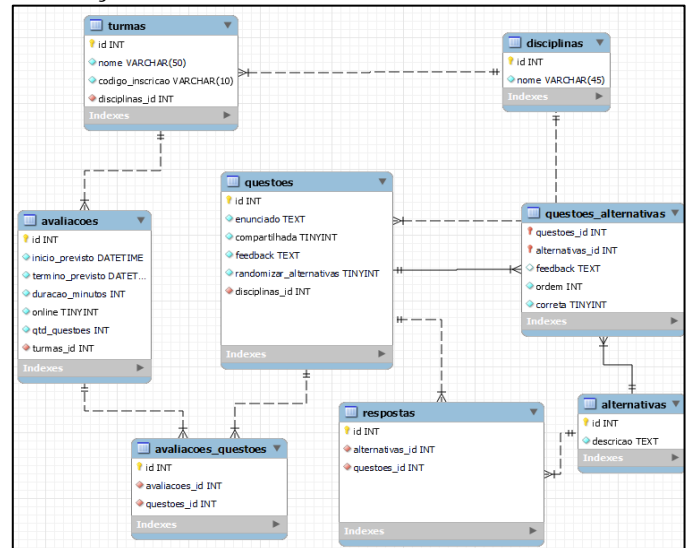 turmas
id INT
nome VARCHAR(50)
codigo_inscricao VARCHAR(10)
disciplinas_id INT
Indexes
disciplinas
id INT
nome VARCHAR(45)
Indexes
questoes
id INT
enunciado TEXT
compartilhada TINYINT
feedback TEXT
randomizar_alternativas TINYINT
disciplinas_id INT
Indexes
avaliacoes
id INT
inicio_previsto DATETIME
termino_previsto DATET...
duracao_minutos INT
online TINYINT
qtd_questoes INT
turmas_id INT
Indexes
questoes_alternativas
questoes_id INT
alternativas_id INT
feedback TEXT
ordem INT
correta TINYINT
Indexes
alternativas
id INT
descricao TEXT
Indexes
respostas
id INT
alternativas_id INT
questoes_id INT
Indexes
avaliacoes_questoes
id INT
avaliacoes_id INT
questoes_id INT
Indexes